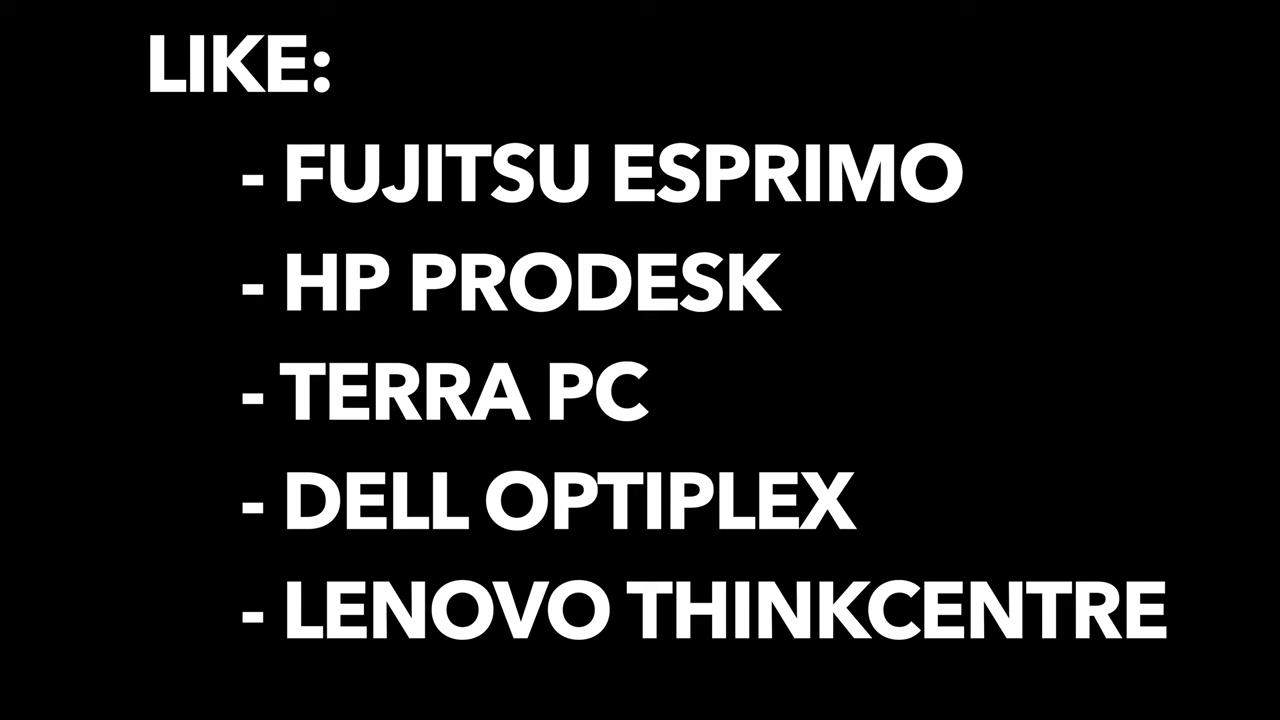 LIKE:
- FUJITSU ESPRIMO
- HP PRODESK
- TERRA PC
- DELL OPTIPLEX
- LENOVO THINKCENTRE